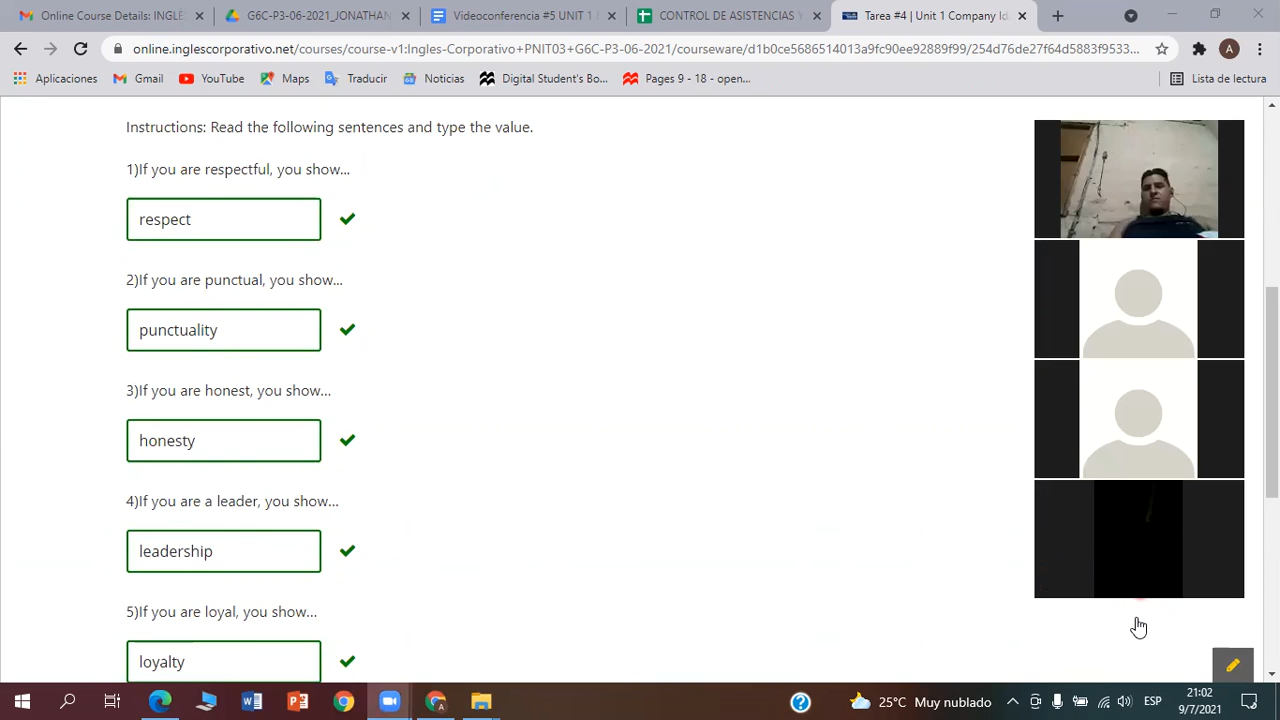 Online Course Details: INGLÉ
G6C-P3-06-2021_JONATHAN
Videoconferencia #5 UNIT 1
CONTROL DE ASISTENCIAS Y
Tarea #4 | Unit 1 Company Id
online.inglescorporativo.net/courses/course-v1:Ingles-Corporativo+PNIT03+G6C-P3-06-2021/courseware/d1b0ce5686514013a9fc90ee92889f99/254d76de27f64d5883f9533...
A
Aplicaciones
Gmail
YouTube
Maps
Traducir
Noticias
Digital Student's Bo...
Pages 9 - 18 - open...
Lista de lectura
Instructions: Read the following sentences and type the value.
1)If you are respectful, you show...
respect
2)If you are punctual, you show...
punctuality
3)If you are honest, you show...
honesty
4)If you are a leader, you show...
leadership
5)If you are loyal, you show...
loyalty
25°C Muy nublado
ESP
21:02
9/7/2021